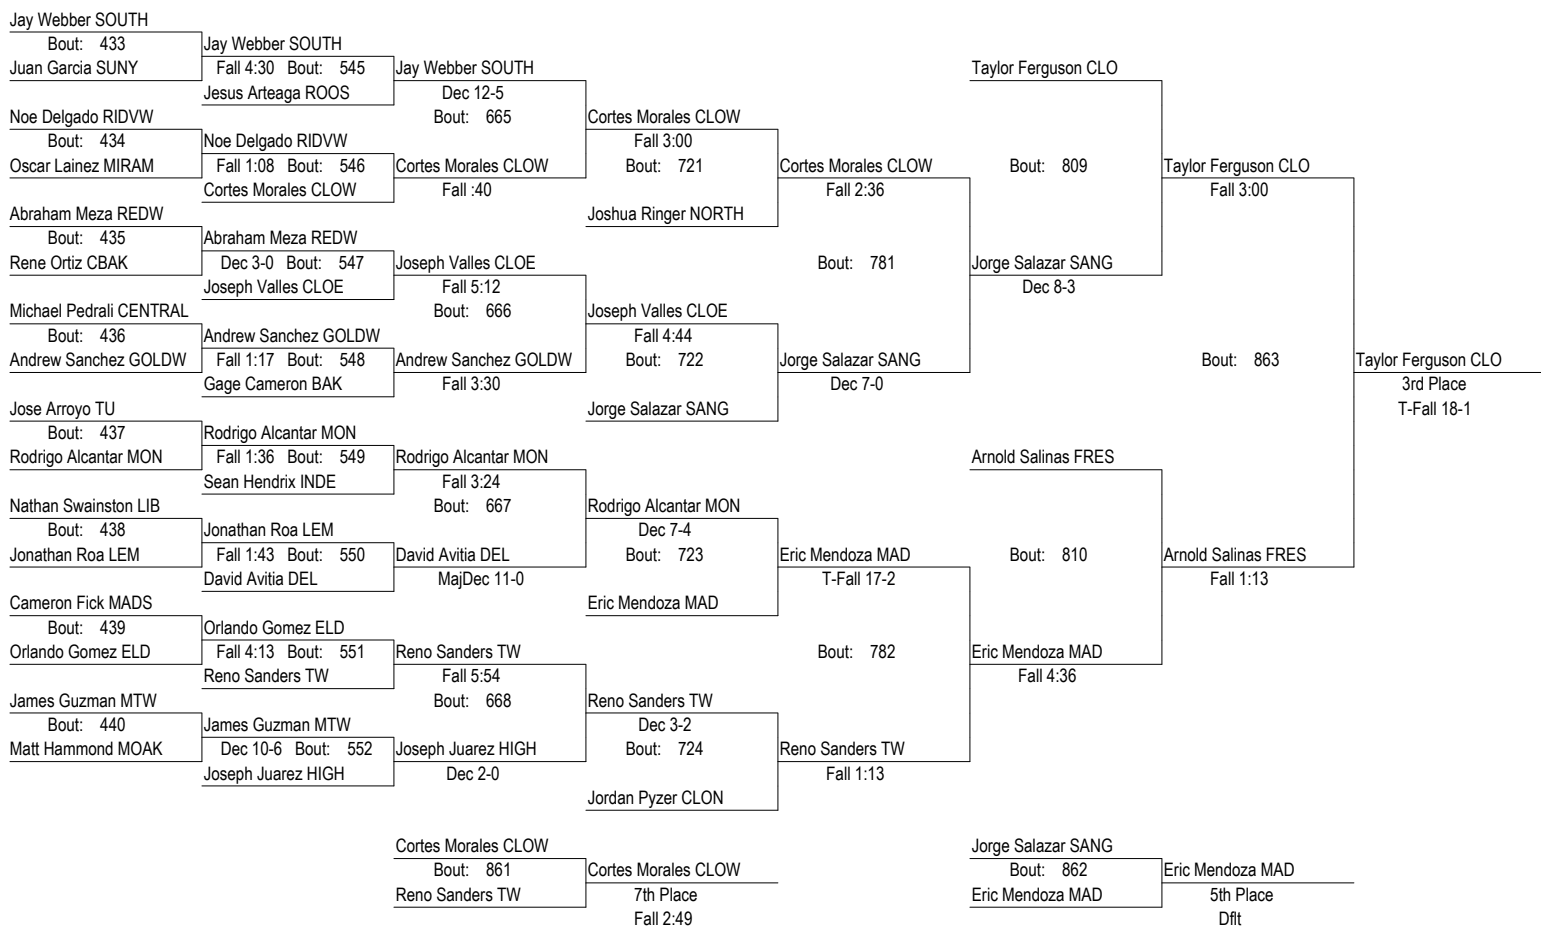 Jay Webber SOUTH
Bout: 433
Juan Garcia SUNY
Noe Delgado RIDVW
Bout: 434
Oscar Lainez MIRAM
Abraham Meza REDW
Bout: 435
Rene Ortiz CBAK
Michael Pedrali CENTRAL
Bout: 436
Andrew Sanchez GOLDW
Jose Arroyo TU
Bout: 437
Rodrigo Alcantar MON
Nathan Swainston LIB
Bout: 438
Jonathan Roa LEM
Cameron Fick MADS
Bout: 439
Orlando Gomez ELD
James Guzman MTW
Bout: 440
Matt Hammond MOAK
Jay Webber SOUTH
Fall 4:30 Bout: 545
Jesus Arteaga ROOS
Noe Delgado RIDVW
Fall 1:08 Bout: 546
Cortes Morales CLOW
Abraham Meza REDW
Dec 3-0 Bout: 547
Joseph Valles CLOE
Andrew Sanchez GOLDW
Fall 1:17 Bout: 548
Gage Cameron BAK
Rodrigo Alcantar MON
Fall 1:36 Bout: 549
Sean Hendrix INDE
Jonathan Roa LEM
Fall 1:43 Bout: 550
David Avitia DEL
Orlando Gomez ELD
Fall 4:13 Bout: 551
Reno Sanders TW
James Guzman MTW
Dec 10-6 Bout: 552
Joseph Juarez HIGH
Jay Webber SOUTH
Dec 12-5
Bout: 665
Cortes Morales CLOW
Fall :40
Joseph Valles CLOE
Fall 5:12
Bout: 666
Andrew Sanchez GOLDW
Fall 3:30
Rodrigo Alcantar MON
Fall 3:24
Bout: 667
David Avitia DEL
MajDec 11-0
Reno Sanders TW
Fall 5:54
Bout: 668
Joseph Juarez HIGH
Dec 2-0
Cortes Morales CLOW
Fall 3:00
Bout: 721
Joshua Ringer NORTH
Joseph Valles CLOE
Fall 4:44
Bout: 722
Jorge Salazar SANG
Rodrigo Alcantar MON
Dec 7-4
Bout: 723
Eric Mendoza MAD
Reno Sanders TW
Dec 3-2
Bout: 724
Jordan Pyzer CLON
Cortes Morales CLOW
Fall 2:36
Bout: 781
Jorge Salazar SANG
Dec 7-0
Eric Mendoza MAD
T-Fall 17-2
Bout: 782
Reno Sanders TW
Fall 1:13
Taylor Ferguson CLO
Bout: 809
Jorge Salazar SANG
Dec 8-3
Arnold Salinas FRES
Bout: 810
Eric Mendoza MAD
Fall 4:36
Taylor Ferguson CLO
Fall 3:00
Bout: 863
Arnold Salinas FRES
Fall 1:13
Taylor Ferguson CLO
3rd Place
T-Fall 18-1
Cortes Morales CLOW
Bout: 861
Reno Sanders TW
Cortes Morales CLOW
7th Place
Fall 2:49
Jorge Salazar SANG
Bout: 862
Eric Mendoza MAD
Eric Mendoza MAD
5th Place
Dflt